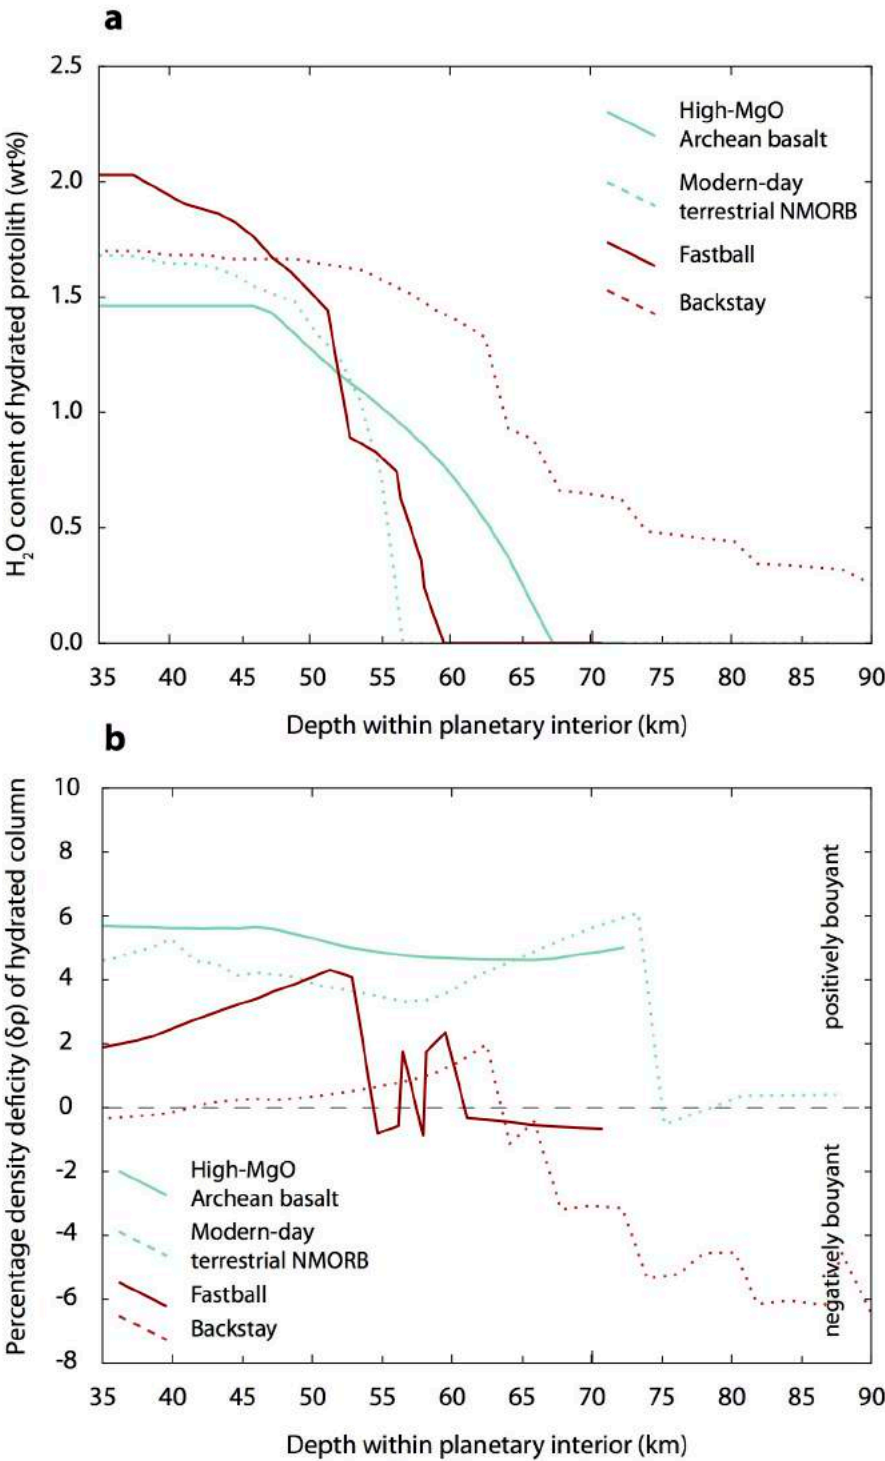 a
H₂O content of hydrated protolith (wt%)
2.5
2.0
1.5
1.0
0.5
0.0
High-MgO
Archean basalt
Modern-day
terrestrial NMORB
Fastball
Backstay
35 40 45 50 55 60 65 70 75 80 85 90
Depth within planetary interior (km)
b
Percentage density deficity (δρ) of hydrated column
10
8
6
4
2
0
-2
-4
-6
-8
positively bouyant
negatively bouyant
High-MgO
Archean basalt
Modern-day
terrestrial NMORB
Fastball
Backstay
35 40 45 50 55 60 65 70 75 80 85 90
Depth within planetary interior (km)